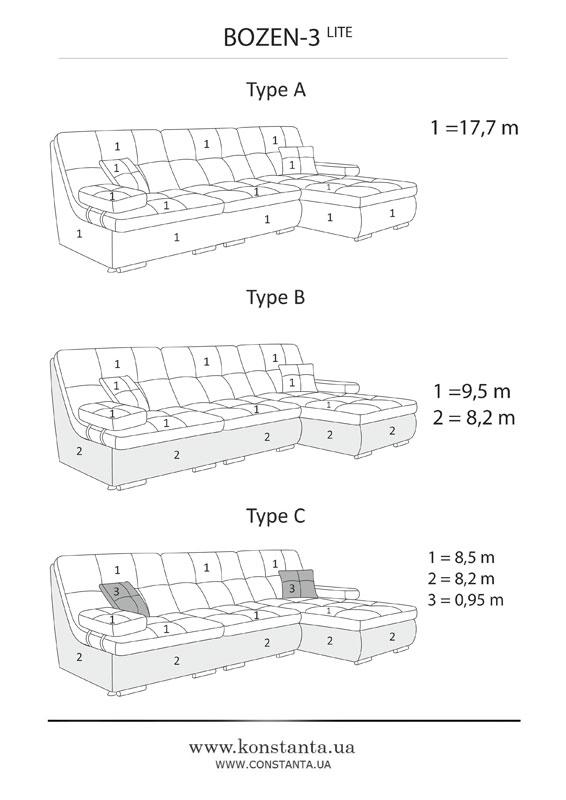 BOZEN-3 LITE
Type A
1 =17,7 m
1 1 1
1 1
1 1
1 1
1 1 1 1 1
Type B
1 =9,5 m
2 = 8,2 m
1 1 1
1 1
1 1
1 1
2 2 2 2 2
Type C
1 = 8,5 m
2 = 8,2 m
3 = 0,95 m
1 1 1
3 3
1 1
1 1
2 2 2 2 2
www.konstanta.ua
WWW.CONSTANTA.UA